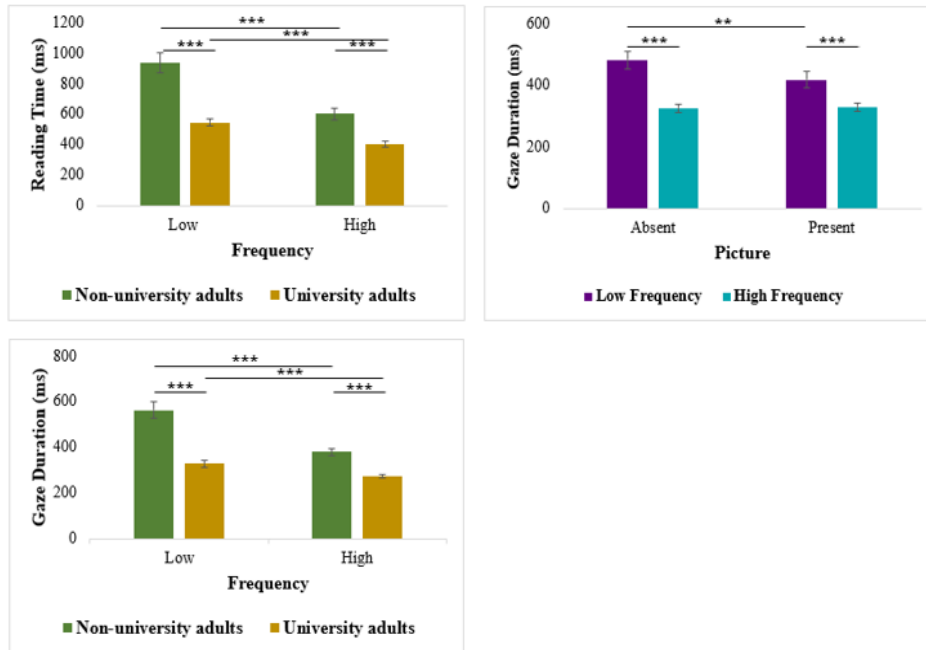 1200
1000
800
600
400
200
0
Reading Time (ms)
***
***
***
***
Low
High
Frequency
Non-university adults
University adults
600
400
200
0
Gaze Duration (ms)
**
***
***
Absent
Present
Picture
Low Frequency
High Frequency
800
600
400
200
0
Gaze Duration (ms)
***
***
***
***
Low
High
Frequency
Non-university adults
University adults